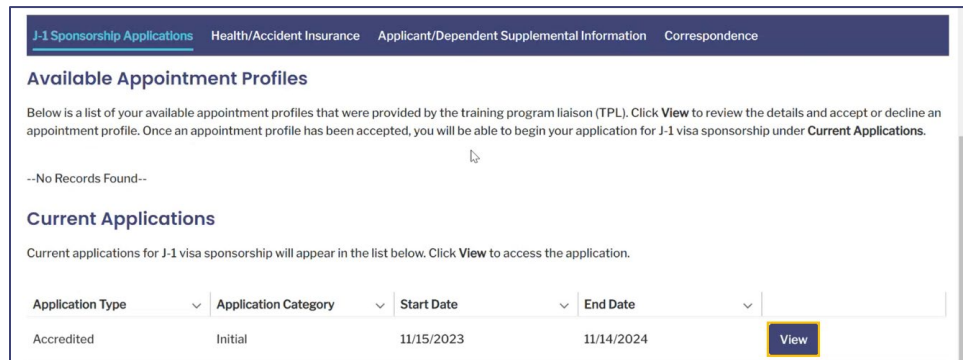 J-1 Sponsorship Applications Health/Accident Insurance Applicant/Dependent Supplemental Information Correspondence
Available Appointment Profiles
Below is a list of your available appointment profiles that were provided by the training program liaison (TPL). Click View to review the details and accept or decline an
appointment profile. Once an appointment profile has been accepted, you will be able to begin your application for J-1 visa sponsorship under Current Applications.
--No Records Found--
Current Applications
Current applications for J-1 visa sponsorship will appear in the list below. Click View to access the application.
Application Type Application Category Start Date End Date
Accredited Initial 11/15/2023 11/14/2024 View